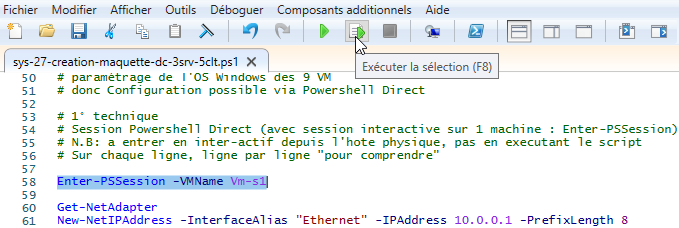 Fichier Modifier Afficher Outils Déboguer Composants additionnels Aide
sys-27-creation-maquette-dc-3srv-5clt.ps1
Exécuter la sélection (F8)
50 # paramétrage de l'OS Windows des 9 VM
51 # donc Configuration possible via Powershell Direct
52
53 # 1° technique
54 # Session Powershell Direct (avec session interactive sur 1 machine : Enter-PSSession)
55 # N.B: a entrer en inter-actif depuis l'hote physique, pas en executant le script
56 # Sur chaque ligne, ligne par ligne "pour comprendre"
57
58 Enter-PSSession -VMName Vm-s1
59
60 Get-NetAdapter
61 New-NetIPAddress -InterfaceAlias "Ethernet" -IPAddress 10.0.0.1 -PrefixLength 8